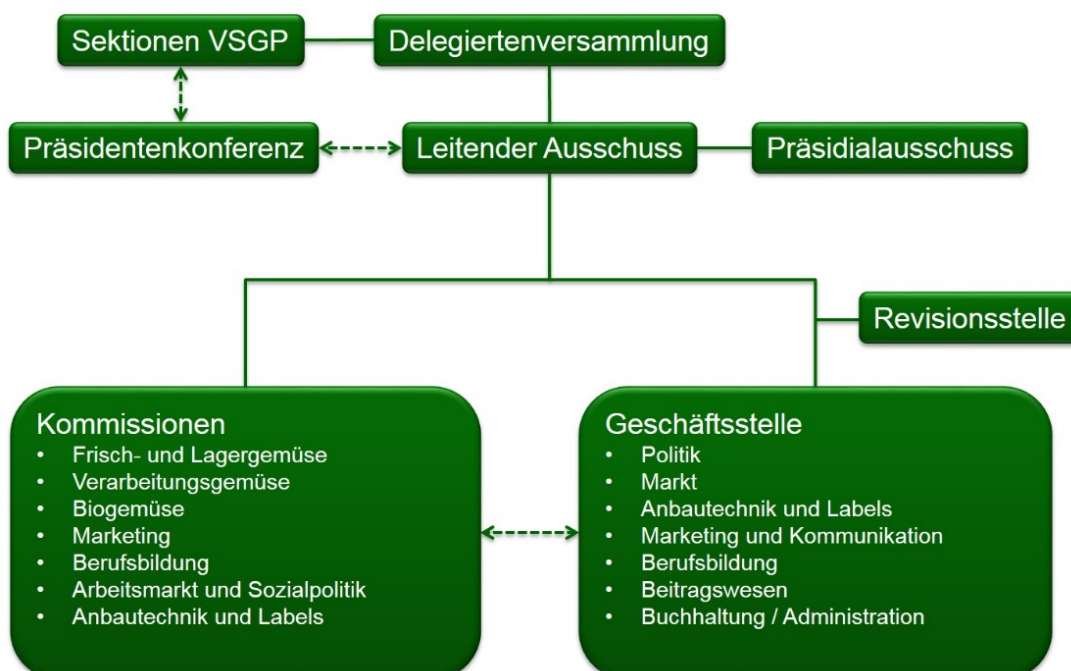 Sektionen VSGP
Delegiertenversammlung
Präsidentenkonferenz
Leitender Ausschuss
Präsidialausschuss
Revisionsstelle
Kommissionen
• Frisch- und Lagergemüse
• Verarbeitungsgemüse
• Biogemüse
• Marketing
• Berufsbildung
• Arbeitsmarkt und Sozialpolitik
• Anbautechnik und Labels
Geschäftsstelle
• Politik
• Markt
• Anbautechnik und Labels
• Marketing und Kommunikation
• Berufsbildung
• Beitragswesen
• Buchhaltung / Administration